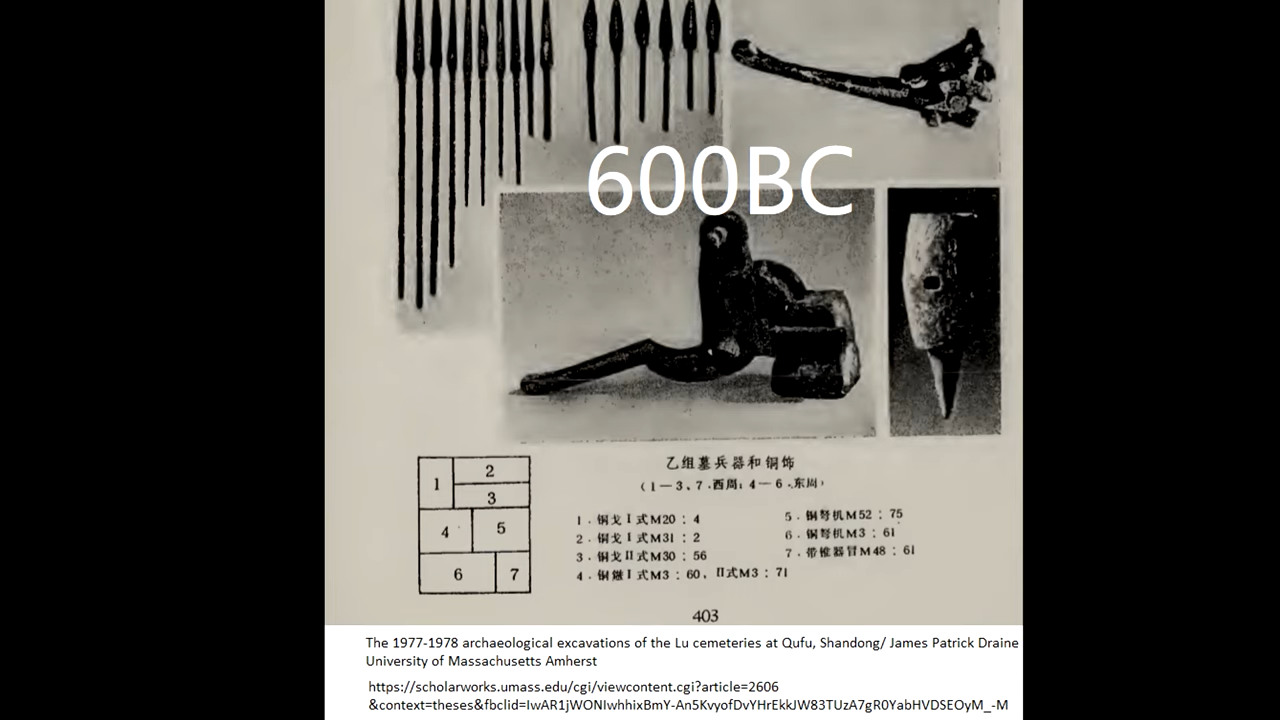 600BC
乙组墓兵器和铜饰
(1—3、7.西周；4—6.东周)
1
2
3
4
5
6
7
1.铜戈Ⅰ式M20：4
2.铜戈Ⅰ式M31：2
3.铜戈Ⅱ式M30：56
4.铜镞Ⅰ式M3：60、Ⅱ式M3：71
5.铜弩机M52：75
6.铜弩机M3：61
7.带锥器冒M48：61
403
The 1977-1978 archaeological excavations of the Lu cemeteries at Qufu, Shandong/ James Patrick Draine
University of Massachusetts Amherst
https://scholarworks.umass.edu/cgi/viewcontent.cgi?article=2606
&context=theses&fbclid=IwAR1jWONIwhhixBmY-An5KvyofDvYHrEkkJW83TUzA7gR0YabHVDSEOyM_-M